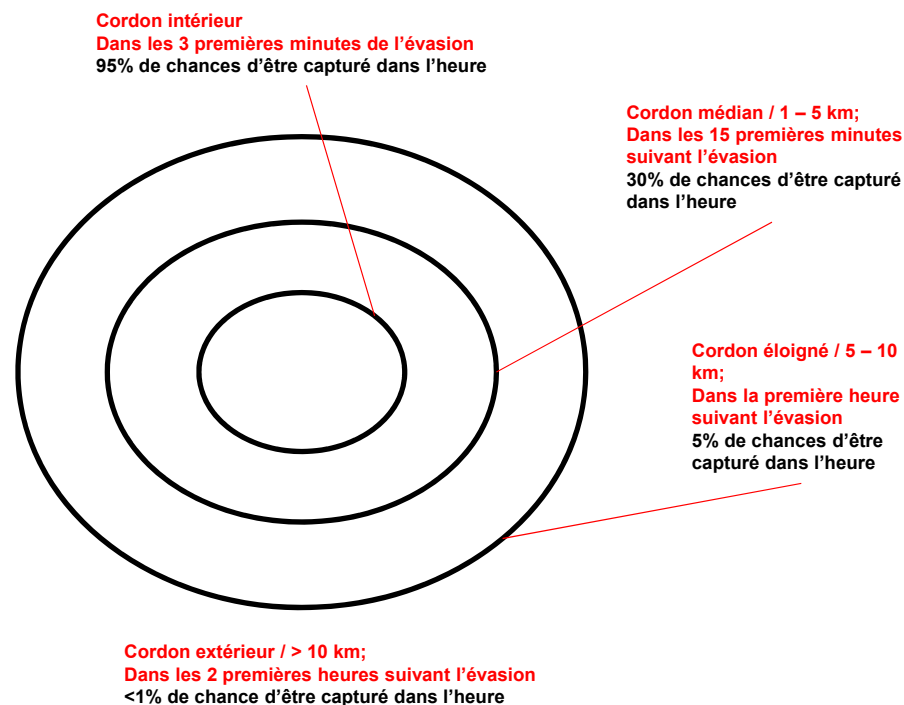 Cordon intérieur
Dans les 3 premières minutes de l’évasion
95% de chances d’être capturé dans l’heure
Cordon médian / 1 – 5 km;
Dans les 15 premières minutes
suivant l’évasion
30% de chances d’être capturé
dans l’heure
Cordon éloigné / 5 – 10
km;
Dans la première heure
suivant l’évasion
5% de chances d’être
capturé dans l’heure
Cordon extérieur / > 10 km;
Dans les 2 premières heures suivant l’évasion
<1% de chance d’être capturé dans l’heure